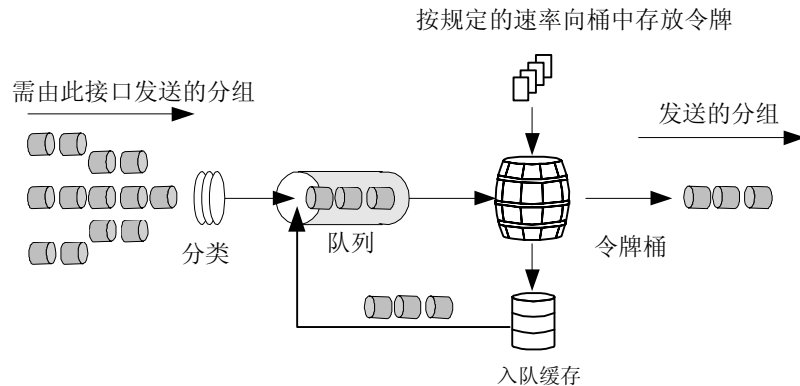 按规定的速率向桶中存放令牌
需由此接口发送的分组
发送的分组
分类
队列
令牌桶
入队缓存